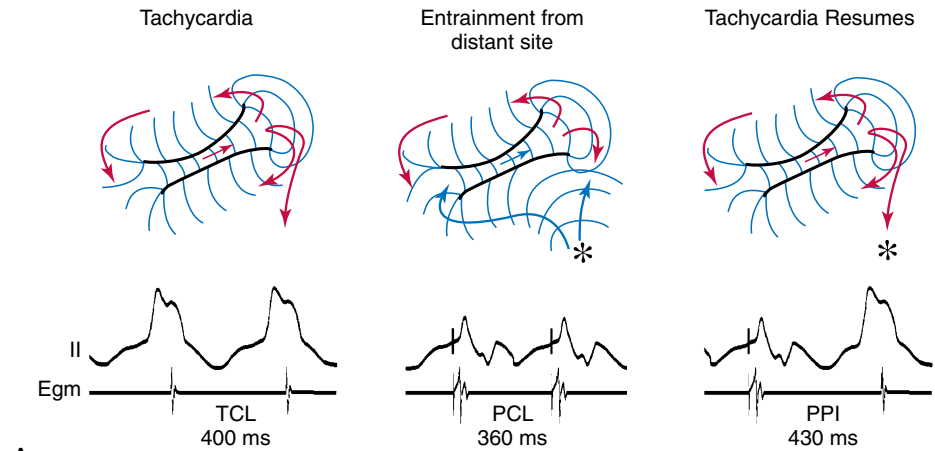 Tachycardia
Entrainment from
distant site
Tachycardia Resumes
*
*
II
Egm
TCL
400 ms
PCL
360 ms
PPI
430 ms